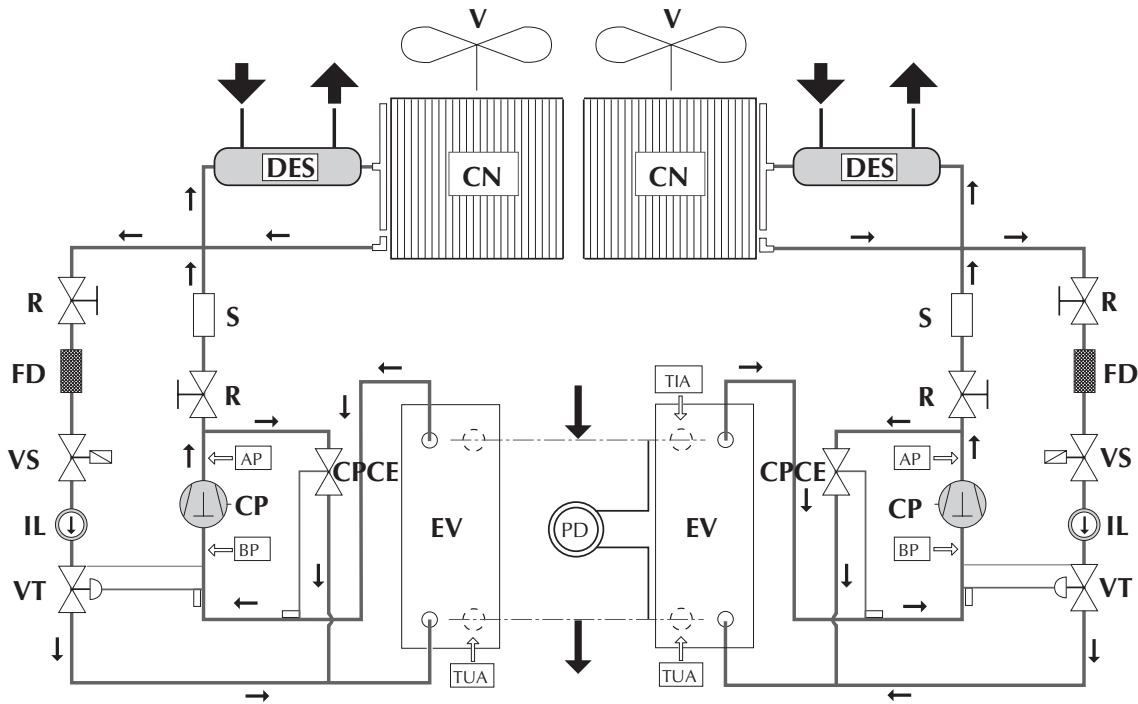 V V
DES CN CN DES
R S S R
FD R TIA R FD
VS AP CPCE CPCE AP VS
IL CP EV PD EV CP IL
VT BP BP VT
TUA TUA